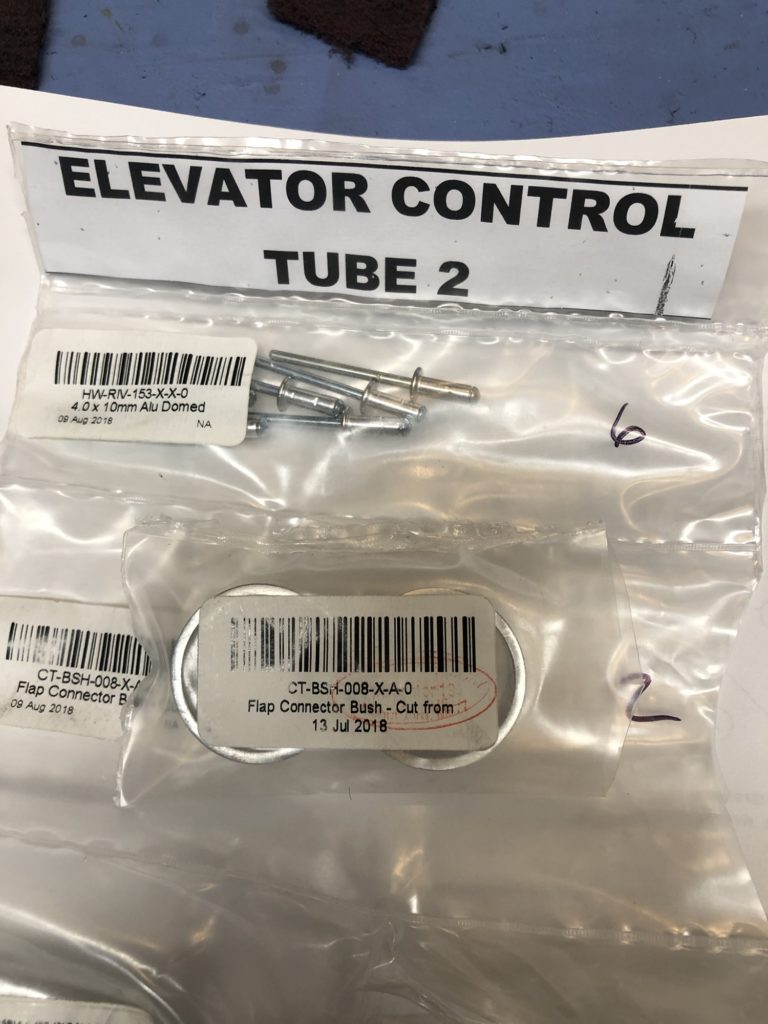 ELEVATOR CONTROL
TUBE 2
HW-RIV-153-X-X-0
4.0 x 10mm Alu Domed
09 Aug 2018 NA
6
CT-BSH-008-X-A
Flap Connector B
09 Aug 2018
CT-BSH-008-X-A-0
Flap Connector Bush - Cut from
13 Jul 2018
2